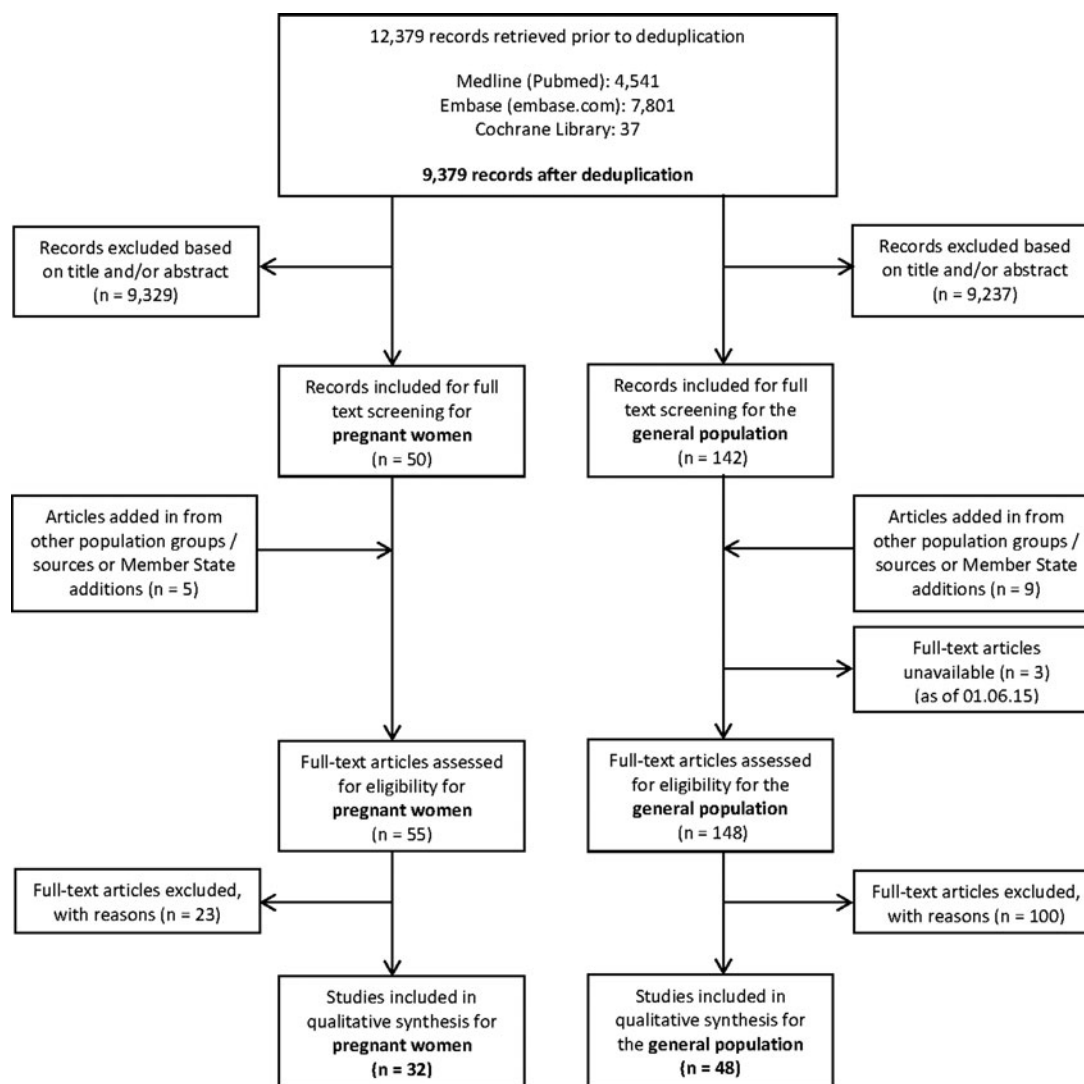 12,379 records retrieved prior to deduplication
Medline (Pubmed): 4,541
Embase (embase.com): 7,801
Cochrane Library: 37
9,379 records after deduplication
Records excluded based
on title and/or abstract
(n = 9,329)
Records excluded based
on title and/or abstract
(n = 9,237)
Records included for full
text screening for
pregnant women
(n = 50)
Records included for full
text screening for the
general population
(n = 142)
Articles added in from
other population groups /
sources or Member State
additions (n = 5)
Articles added in from
other population groups /
sources or Member State
additions (n = 9)
Full-text articles
unavailable (n = 3)
(as of 01.06.15)
Full-text articles assessed
for eligibility for
pregnant women
(n = 55)
Full-text articles assessed
for eligibility for the
general population
(n = 148)
Full-text articles excluded,
with reasons (n = 23)
Full-text articles excluded,
with reasons (n = 100)
Studies included in
qualitative synthesis for
pregnant women
(n = 32)
Studies included in
qualitative synthesis for
the general population
(n = 48)